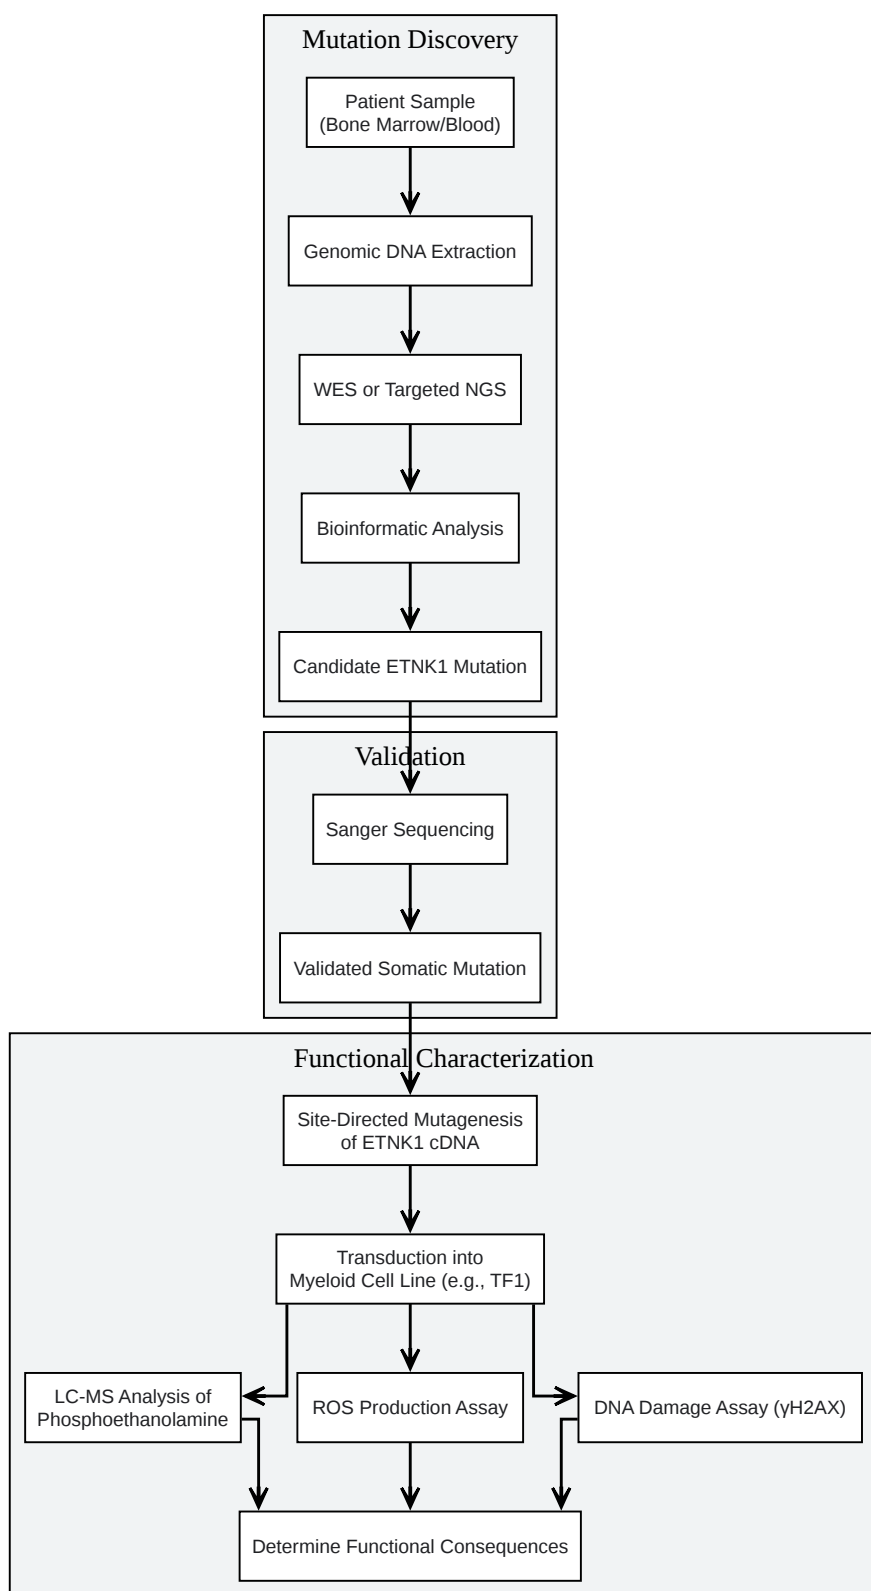 Mutation Discovery
Patient Sample
(Bone Marrow/Blood)
Genomic DNA Extraction
WES or Targeted NGS
Bioinformatic Analysis
Candidate ETNK1 Mutation
Validation
Sanger Sequencing
Validated Somatic Mutation
Functional Characterization
Site-Directed Mutagenesis
of ETNK1 cDNA
Transduction into
Myeloid Cell Line (e.g., TF1)
LC-MS Analysis of
Phosphoethanolamine
ROS Production Assay
DNA Damage Assay (γH2AX)
Determine Functional Consequences